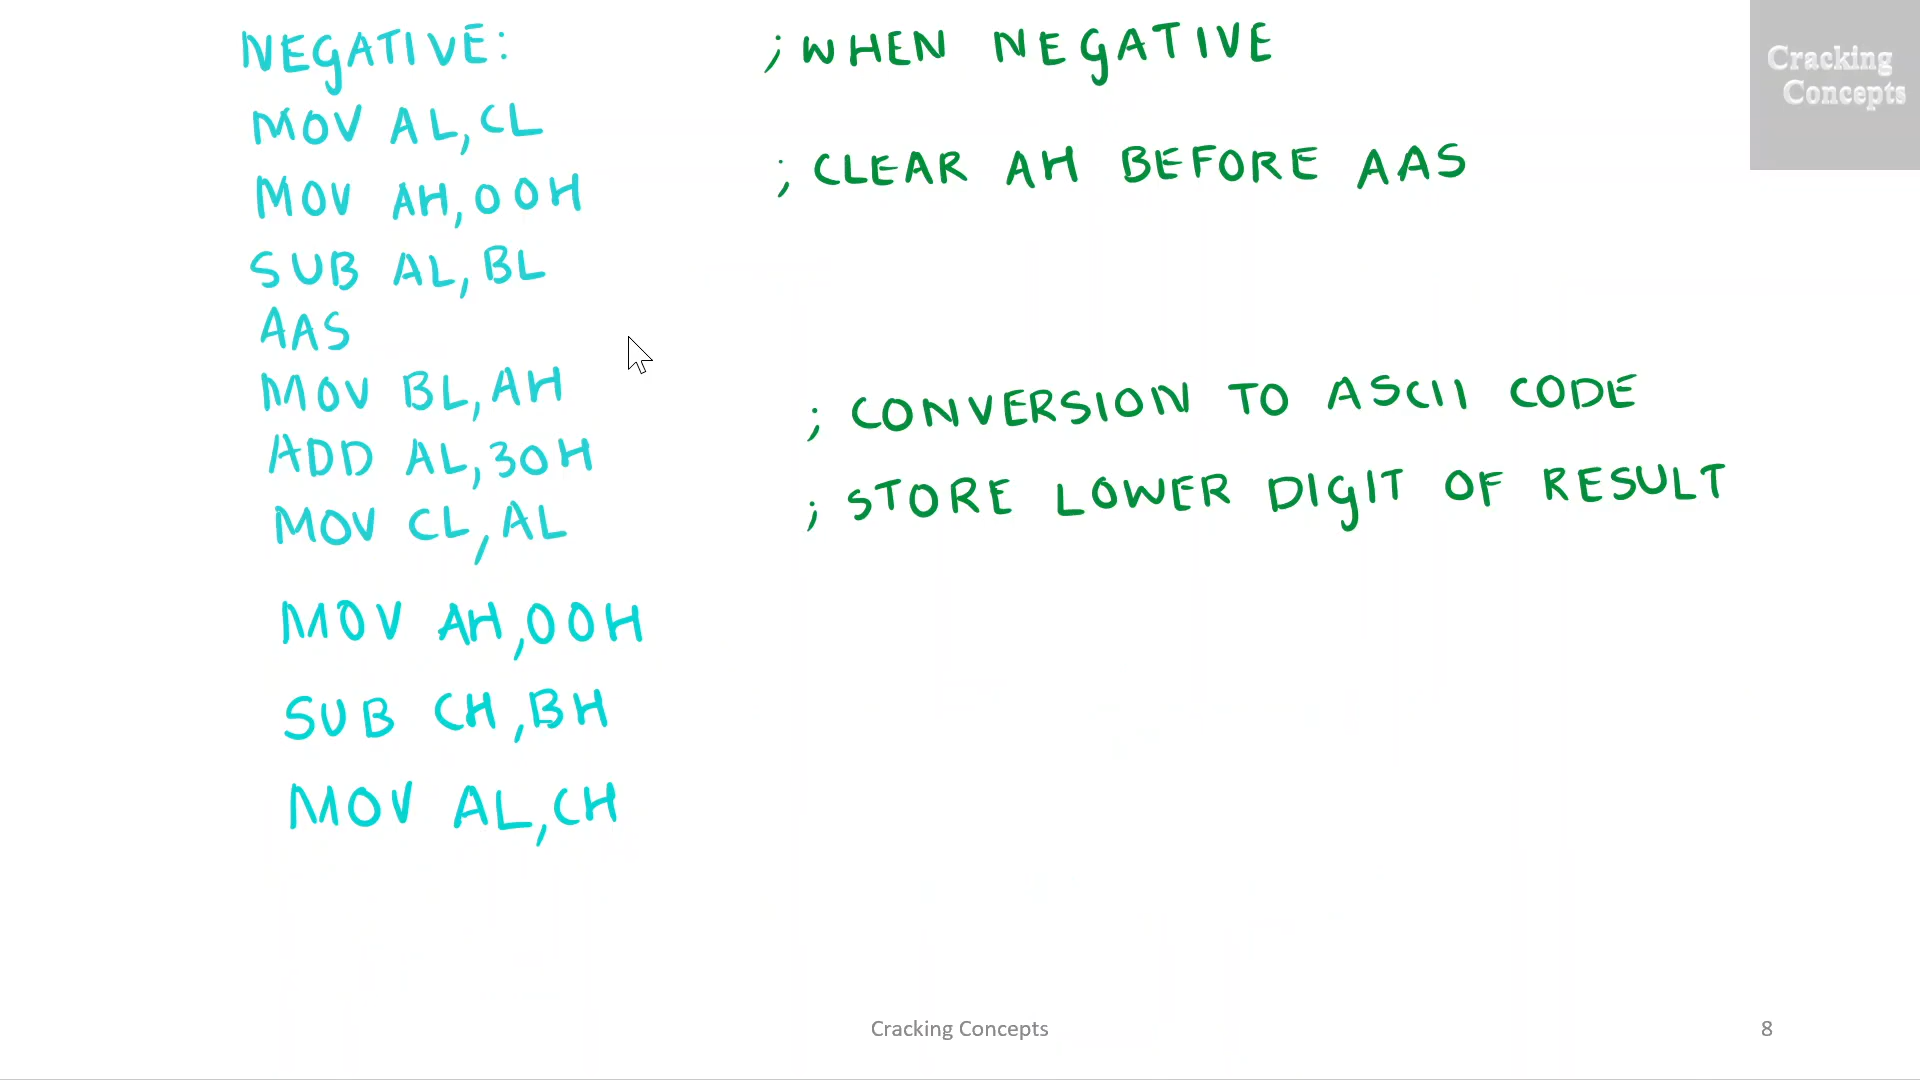 NEGATIVE: ; WHEN NEGATIVE
Cracking
Concepts
MOV AL,CL
; CLEAR AH BEFORE AAS
MOV AH,00H
SUB AL,BL
AAS
MOV BL,AH
; CONVERSION TO ASCII CODE
ADD AL,30H
; STORE LOWER DIGIT OF RESULT
MOV CL,AL
MOV AH,00H
SUB CH,BH
MOV AL,CH
Cracking Concepts
8